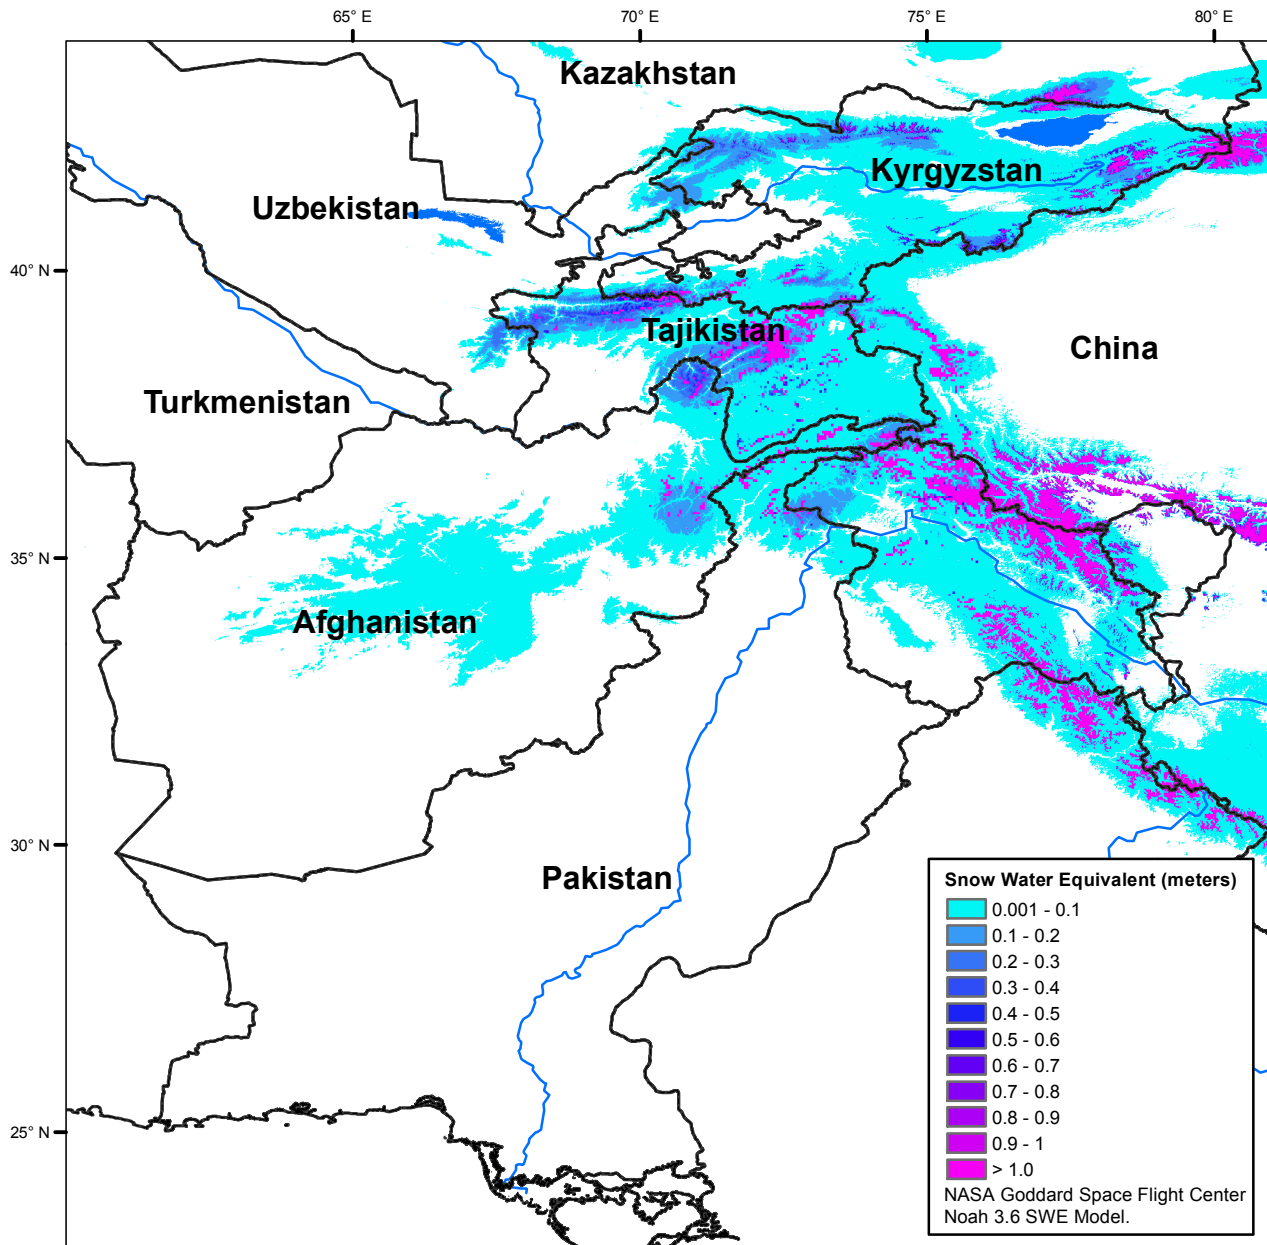 65° E
70° E
75° E
80° E
Kazakhstan
Kyrgyzstan
Uzbekistan
40° N
Tajikistan
China
Turkmenistan
35° N
Afghanistan
30° N
Pakistan
Snow Water Equivalent (meters)
0.001 - 0.1
0.1 - 0.2
0.2 - 0.3
0.3 - 0.4
0.4 - 0.5
0.5 - 0.6
0.6 - 0.7
0.7 - 0.8
0.8 - 0.9
0.9 - 1
> 1.0
NASA Goddard Space Flight Center
Noah 3.6 SWE Model.
25° N